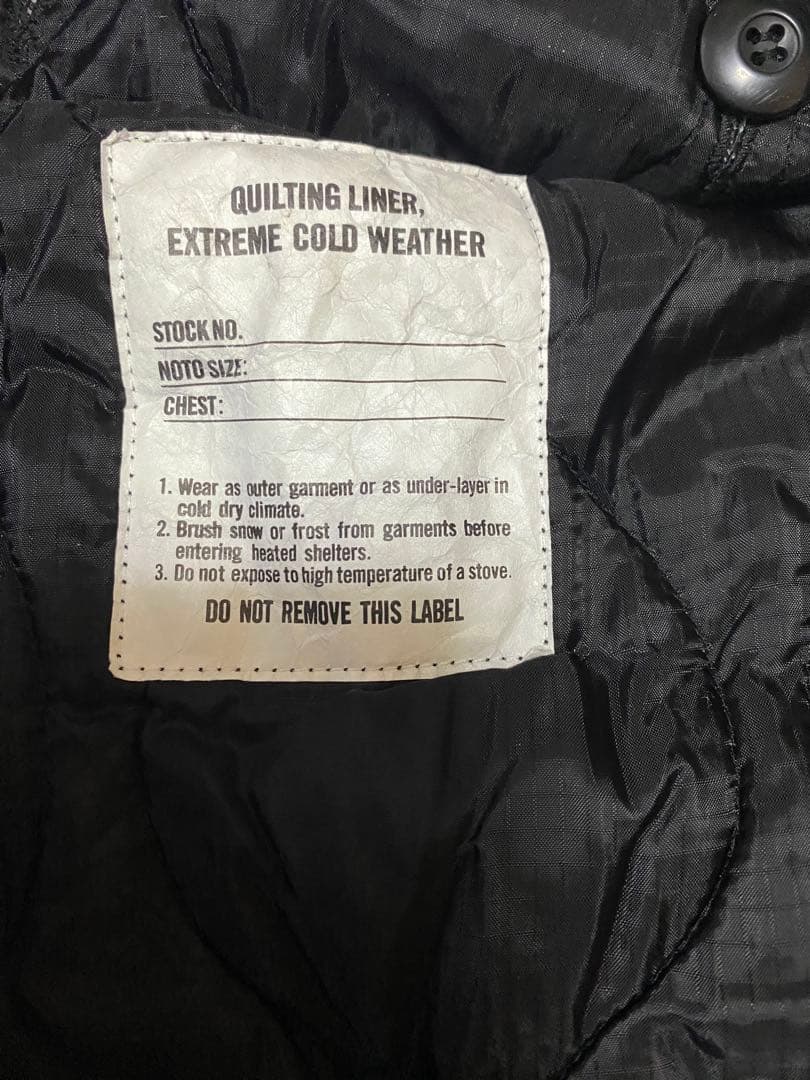 QUILTING LINER,
EXTREME COLD WEATHER
STOCK NO.
NOTO SIZE:
CHEST:
1. Wear as outer garment or as under-layer in
cold dry climate.
2. Brush snow or frost from garments before
entering heated shelters.
3. Do not expose to high temperature of a stove.
DO NOT REMOVE THIS LABEL